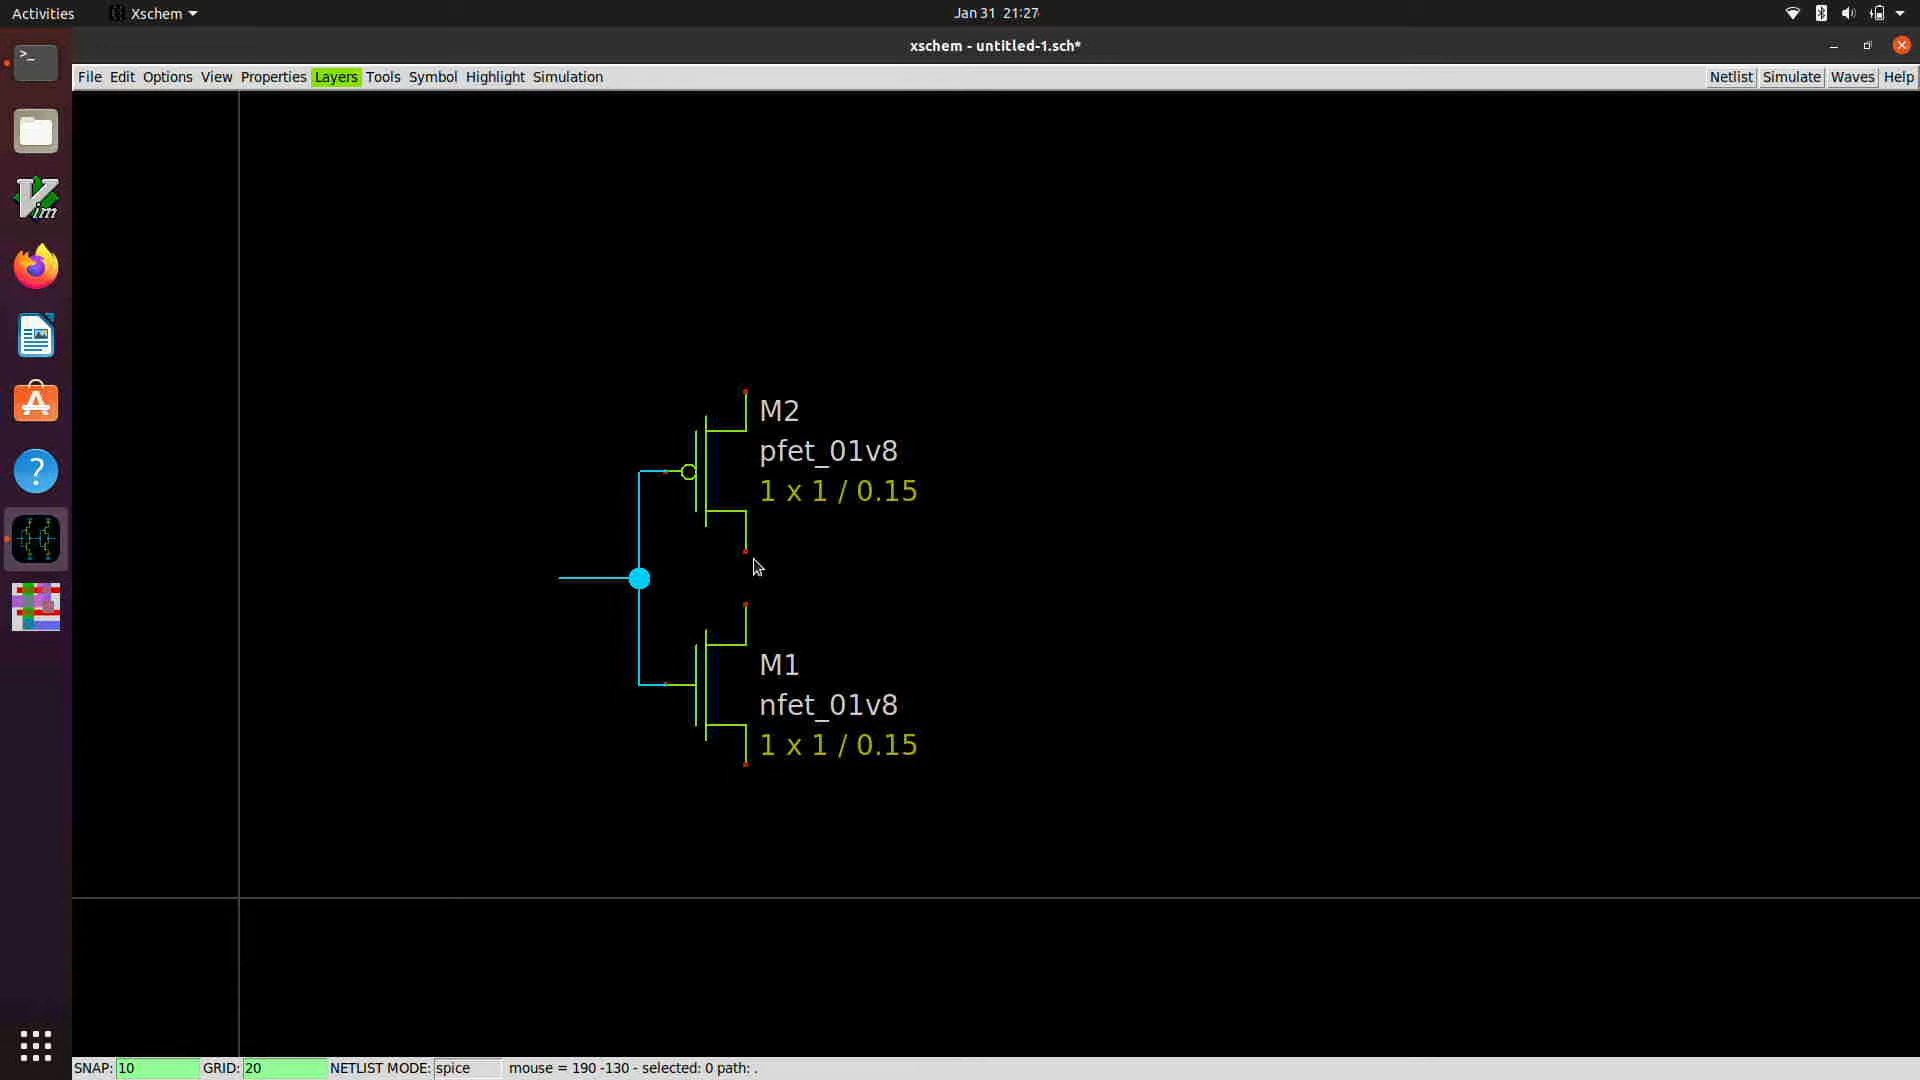 Activities Xschem Jan 31 21:27
xschem - untitled-1.sch*
File Edit Options View Properties Layers Tools Symbol Highlight Simulation Netlist Simulate Waves Help
>_
Vim
A
?
M2
pfet_01v8
1 x 1 / 0.15
M1
nfet_01v8
1 x 1 / 0.15
SNAP: 10 GRID: 20 NETLIST MODE: spice mouse = 190 -130 - selected: 0 path: .